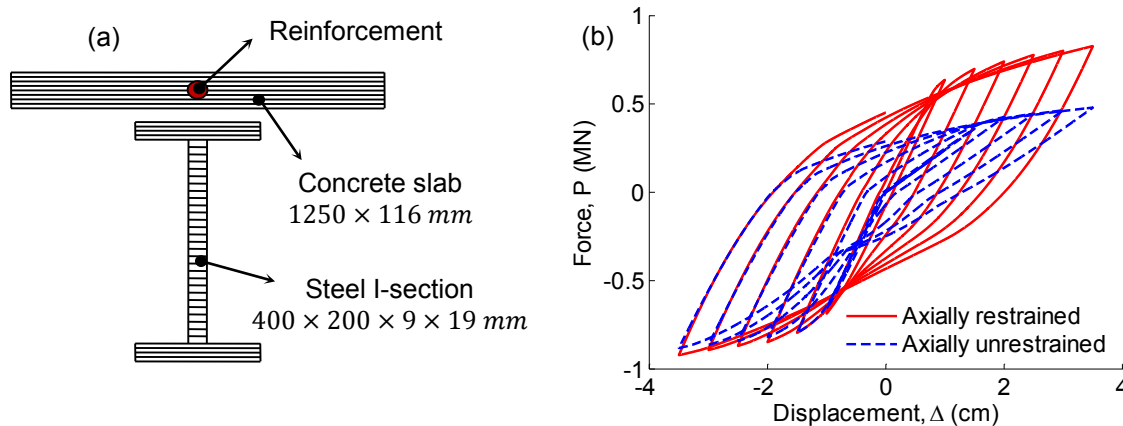 (a)
Reinforcement
Concrete slab
1250 × 116 mm
Steel I-section
400 × 200 × 9 × 19 mm
(b)
Force, P (MN)
1
0.5
0
-0.5
-1
-4
-2
0
2
4
Displacement, Δ (cm)
Axially restrained
Axially unrestrained